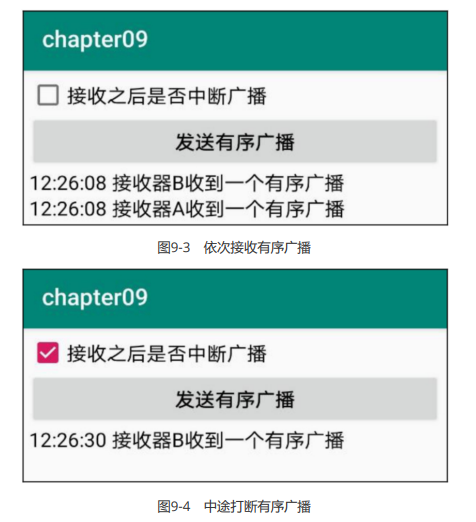 chapter09
接收之后是否中断广播
发送有序广播
12:26:08 接收器B收到一个有序广播
12:26:08 接收器A收到一个有序广播
图9-3 依次接收有序广播
chapter09
接收之后是否中断广播
发送有序广播
12:26:30 接收器B收到一个有序广播
图9-4 中途打断有序广播